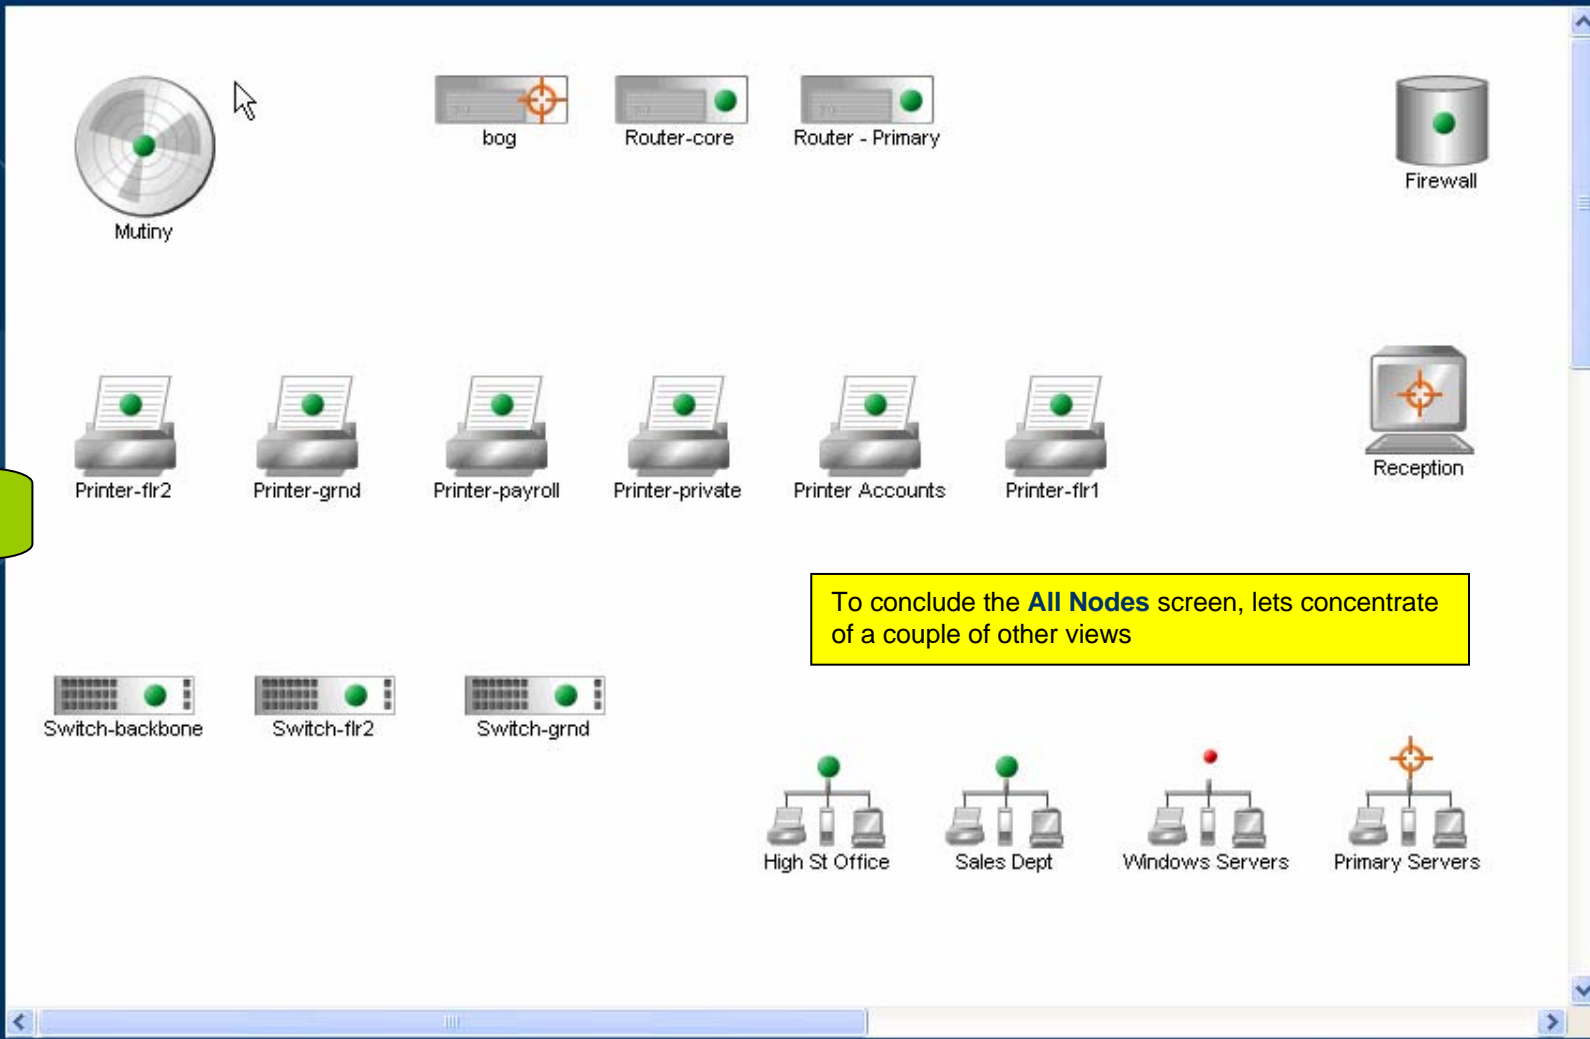 bog
Router-core
Router - Primary
Firewall
Mutiny
Reception
Printer-flr2
Printer-grnd
Printer-payroll
Printer-private
Printer Accounts
Printer-flr1
To conclude the All Nodes screen, lets concentrate
of a couple of other views
Switch-backbone
Switch-flr2
Switch-grnd
High St Office
Sales Dept
Windows Servers
Primary Servers